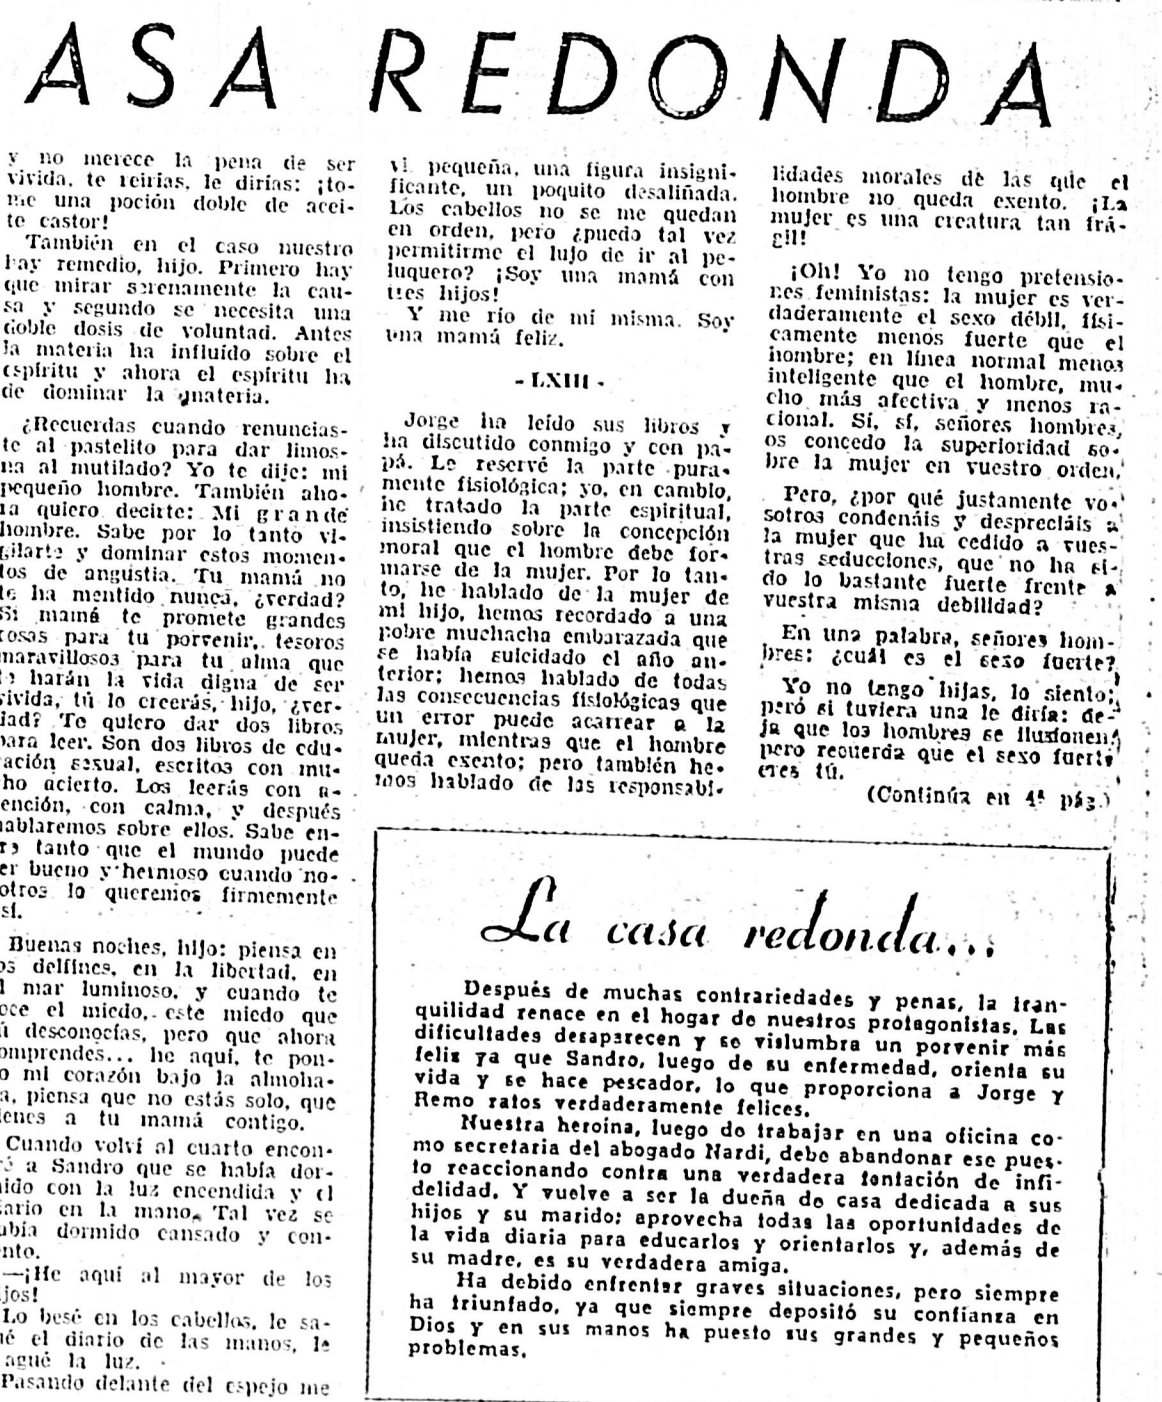 ASA REDONDA
y no merece la pena de ser
vivida, te reirías, le dirías: ¡to-
me una poción doble de acei-
te castor!
También en el caso nuestro
hay remedio, hijo. Primero hay
que mirar serenamente la cau-
sa y segundo se necesita una
doble dosis de voluntad. Antes
la materia ha influído sobre el
espíritu y ahora el espíritu ha
de dominar la materia.
¿Recuerdas cuando renuncias-
te al pastelito para dar limos-
na al mutilado? Yo te dije: mi
pequeño hombre. También aho-
ra quiero decirte: Mi grande
hombre. Sabe por lo tanto vi-
gilarte y dominar estos momen-
tos de angustia. Tu mamá no
te ha mentido nunca, ¿verdad?
Si mamá te promete grandes
cosas para tu porvenir, tesoros
maravillosos para tu alma que
te harán la vida digna de ser
vivida, tú lo creerás, hijo, ¿ver-
dad? Te quiero dar dos libros
para leer. Son dos libros de edu-
ación sexual, escritos con mu-
ho acierto. Los leerás con a-
ención, con calma, y después
hablaremos sobre ellos. Sabe en-
tanto que el mundo puede
er bueno y hermoso cuando no-
otros lo queremos firmemente
sí.
Buenas noches, hijo: piensa en
os delfines, en la libertad, en
l mar luminoso, y cuando te
oce el miedo, este miedo que
ú desconocías, pero que ahora
omprendes... he aquí, te pon-
o mi corazón bajo la almoha-
a, piensa que no estás solo, que
ienes a tu mamá contigo.
Cuando volví al cuarto encon-
ré a Sandro que se había dor-
mido con la luz encendida y el
iario en la mano. Tal vez se
abía dormido cansado y con-
ento.
—¡He aquí al mayor de los
ijos!
Lo besé en los cabellos, le sa-
ué el diario de las manos, le
agué la luz.
Pasando delante del espejo me
vi pequeña, una figura insigni-
ficante, un poquito desaliñada.
Los cabellos no se me quedan
en orden, pero ¿puedo tal vez
permitirme el lujo de ir al pe-
luquero? ¡Soy una mamá con
tres hijos!
Y me río de mí misma. Soy
una mamá feliz.
- LXIII -
Jorge ha leído sus libros y
ha discutido conmigo y con pa-
pá. Le reservé la parte pura-
mente fisiológica; yo, en cambio,
he tratado la parte espiritual,
insistiendo sobre la concepción
moral que el hombre debe for-
marse de la mujer. Por lo tan-
to, he hablado de la mujer de
mi hijo, hemos recordado a una
pobre muchacha embarazada que
se había suicidado el año an-
terior; hemos hablado de todas
las consecuencias fisiológicas que
un error puede acarrear a la
mujer, mientras que el hombre
queda exento; pero también he-
mos hablado de las responsabi-
lidades morales de las que el
hombre no queda exento. ¡La
mujer es una creatura tan frá-
gil!
¡Oh! Yo no tengo pretensio-
nes feministas: la mujer es ver-
daderamente el sexo débil, físi-
camente menos fuerte que el
hombre; en línea normal menos
inteligente que el hombre, mu-
cho más afectiva y menos ra-
cional. Sí, sí, señores hombres,
os concedo la superioridad so-
bre la mujer en vuestro orden.
Pero, ¿por qué justamente vo-
sotros condenáis y despreciáis a
la mujer que ha cedido a vues-
tras seducciones, que no ha si-
do lo bastante fuerte frente a
vuestra misma debilidad?
En una palabra, señores hom-
bres: ¿cuál es el sexo fuerte?
Yo no tengo hijas, lo siento;
peró si tuviera una le diría: de-
ja que los hombres se ilusionen,
pero recuerda que el sexo fuerte
eres tú.
(Continúa en 4ª pág.)
La casa redonda...
Después de muchas contrariedades y penas, la tran-
quilidad renace en el hogar de nuestros protagonistas. Las
dificultades desaparecen y se vislumbra un porvenir más
feliz ya que Sandro, luego de su enfermedad, orienta su
vida y se hace pescador, lo que proporciona a Jorge y
Remo ratos verdaderamente felices.
Nuestra heroína, luego de trabajar en una oficina co-
mo secretaria del abogado Nardi, debe abandonar ese pues-
to reaccionando contra una verdadera tentación de infi-
delidad. Y vuelve a ser la dueña de casa dedicada a sus
hijos y su marido; aprovecha todas las oportunidades de
la vida diaria para educarlos y orientarlos y, además de
su madre, es su verdadera amiga.
Ha debido enfrentar graves situaciones, pero siempre
ha triunfado, ya que siempre depositó su confianza en
Dios y en sus manos ha puesto sus grandes y pequeños
problemas.